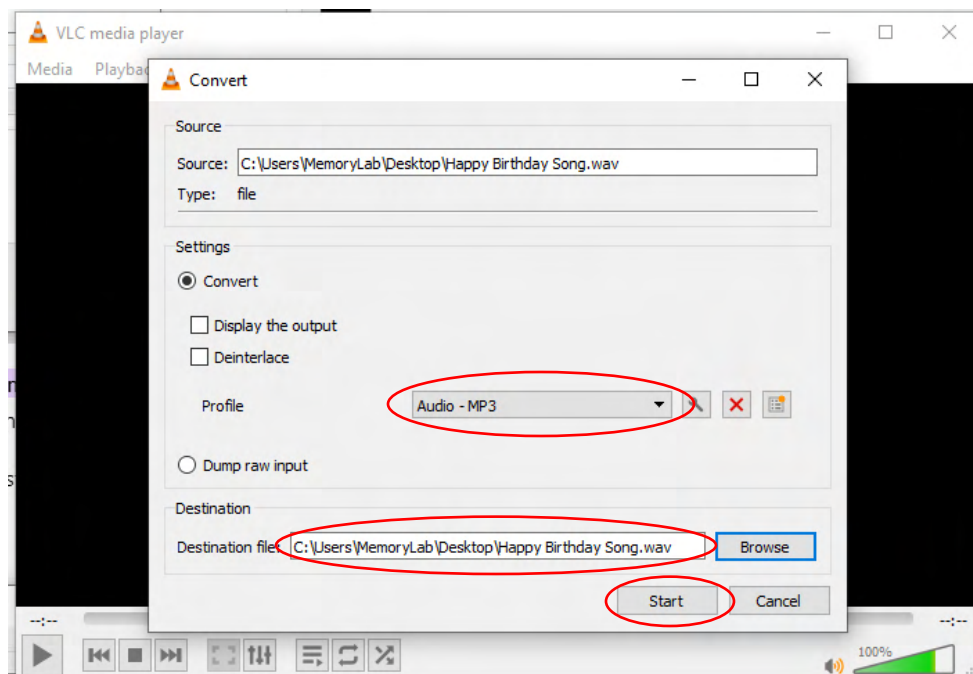 VLC media player
Media Playbac
Convert
Source
Source: C:\Users\MemoryLab\Desktop\Happy Birthday Song.wav
Type: file
Settings
Convert
Display the output
Deinterlace
Profile Audio - MP3
Dump raw input
Destination
Destination file: C:\Users\MemoryLab\Desktop\Happy Birthday Song.wav Browse
Start Cancel
--:-- --:--
100%